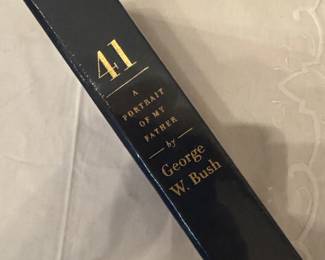 41
A
PORTRAIT
OF MY
FATHER
by
George
W. Bush